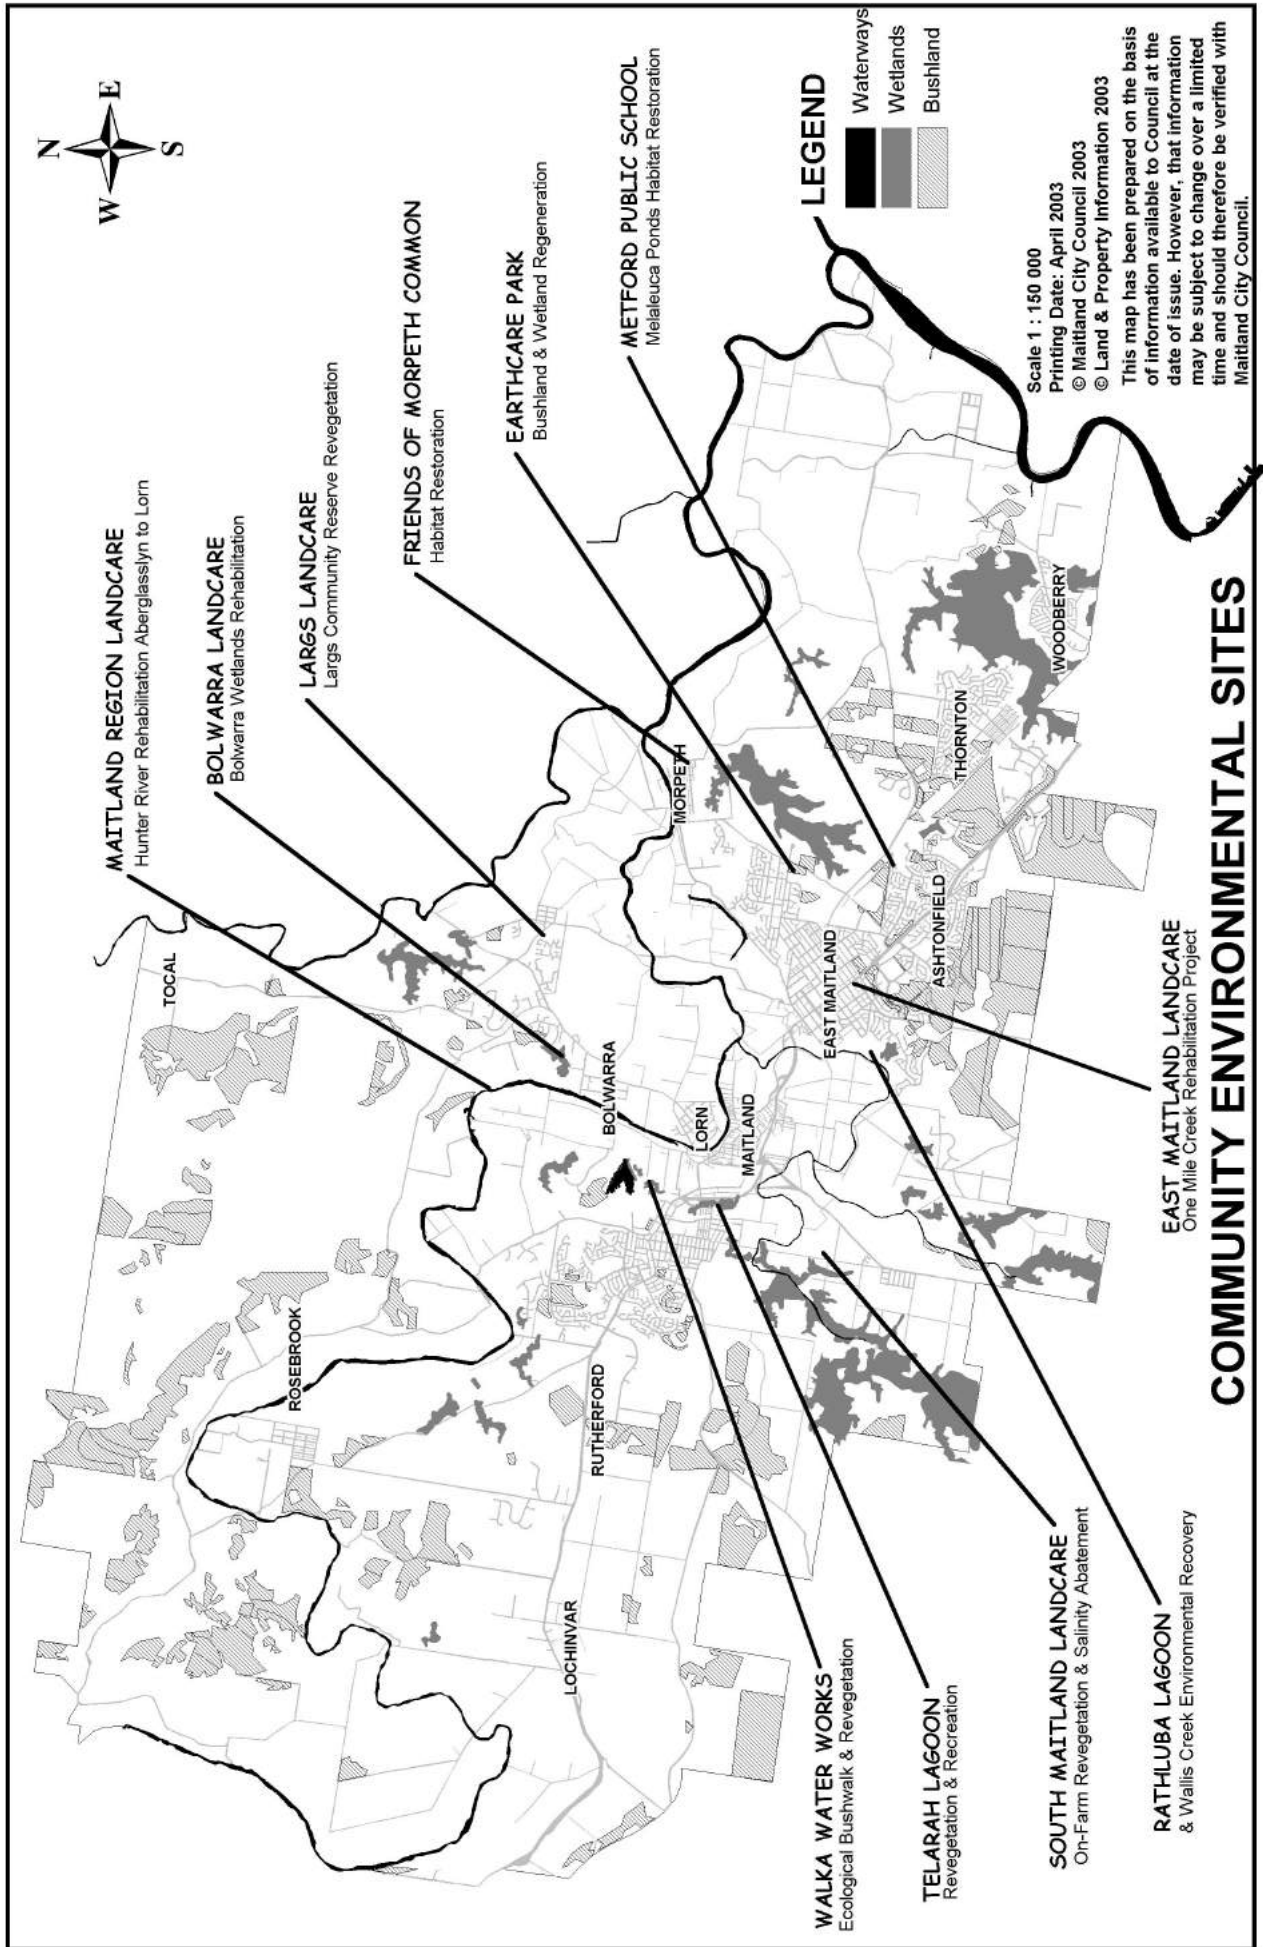 N
W
E
S
MAITLAND REGION LANDCARE
Hunter River Rehabilitation Aberglasslyn to Lorn
BOLWARRA LANDCARE
Bolwarra Wetlands Rehabilitation
LARGS LANDCARE
Largs Community Reserve Revegetation
FRIENDS OF MORPETH COMMON
Habitat Restoration
EARTHCARE PARK
Bushland & Wetland Regeneration
METFORD PUBLIC SCHOOL
Melaleuca Ponds Habitat Restoration
TOCAL
ROSEBROOK
BOLWARRA
MORPETH
LORN
MAITLAND
RUTHERFORD
LOCHINVAR
EAST MAITLAND
ASHTONFIELD
THORNTON
WOODBERRY
WALKA WATER WORKS
Ecological Bushwalk & Revegetation
TELARAH LAGOON
Revegetation & Recreation
SOUTH MAITLAND LANDCARE
On-Farm Revegetation & Salinity Abatement
RATHLUBA LAGOON
& Wallis Creek Environmental Recovery
EAST MAITLAND LANDCARE
One Mile Creek Rehabilitation Project
LEGEND
Waterways
Wetlands
Bushland
Scale 1 : 150 000
Printing Date: April 2003
© Maitland City Council 2003
© Land & Property Information 2003
This map has been prepared on the basis
of information available to Council at the
date of issue. However, that information
may be subject to change over a limited
time and should therefore be verified with
Maitland City Council.
COMMUNITY ENVIRONMENTAL SITES